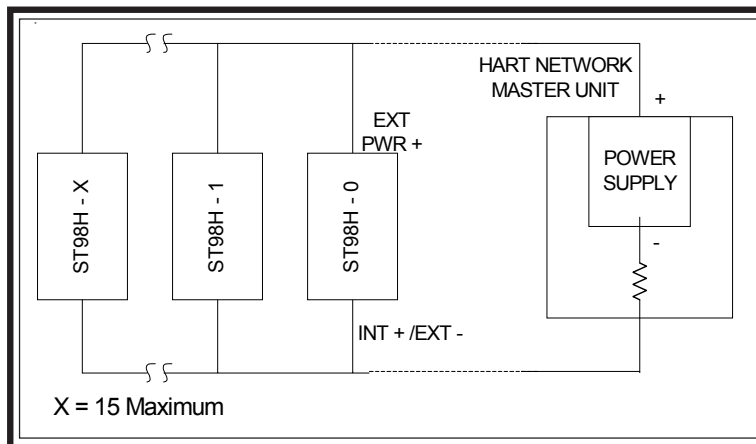 HART NETWORK
MASTER UNIT
+
EXT
PWR +
POWER
SUPPLY
-
ST98H - X
ST98H - 1
ST98H - 0
INT + /EXT -
X = 15 Maximum